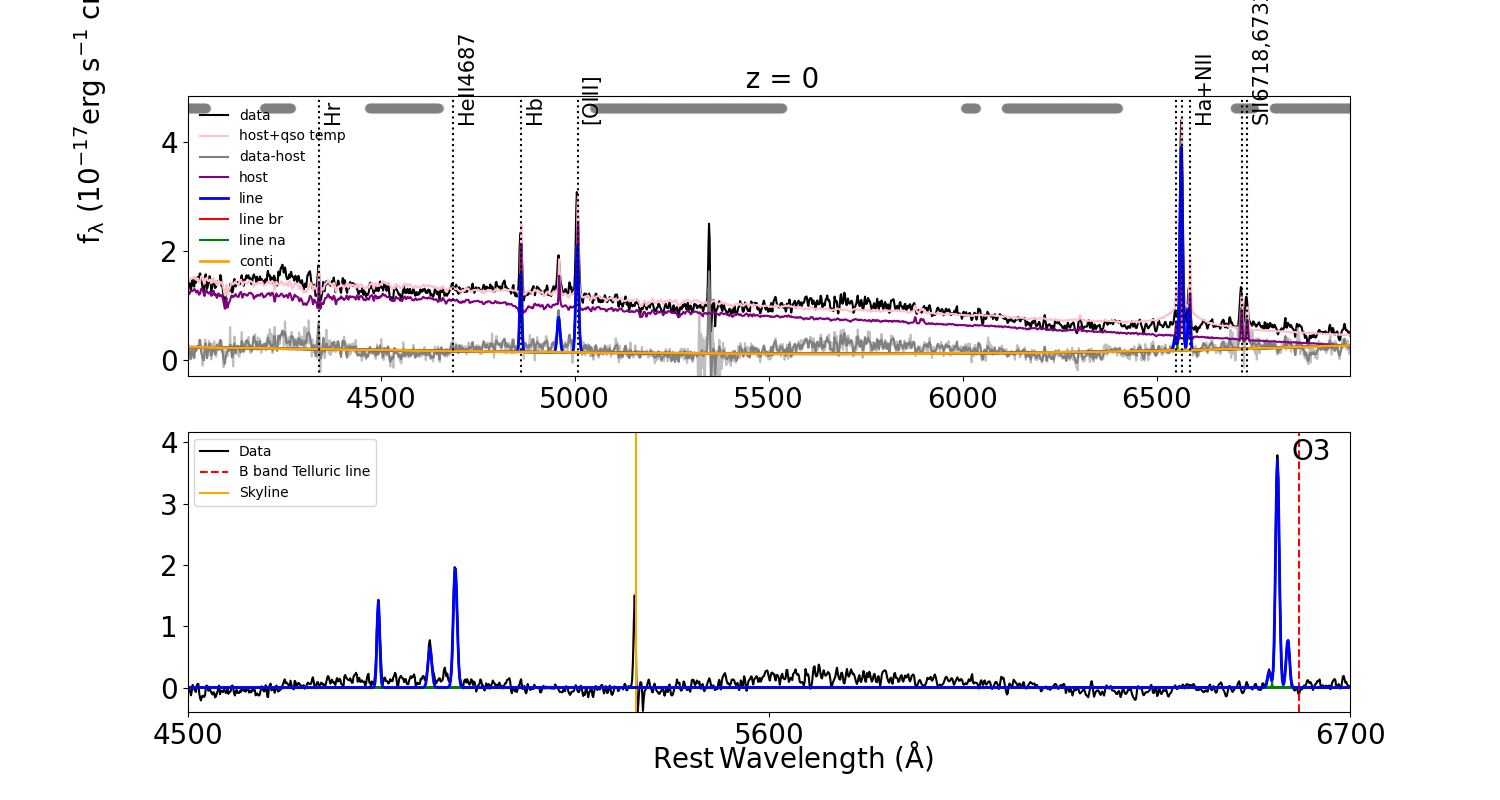 z = 0
f_λ (10^{−17}erg s^{−1}
Hr
HeII4687
Hb
[OIII]
Ha+NII
SII6718,673
data
host+qso temp
data-host
host
line
line br
line na
conti
4
2
0
4500 5000 5500 6000 6500
Data
B band Telluric line
Skyline
O3
4
3
2
1
0
4500 5600 6700
Rest Wavelength (Å)